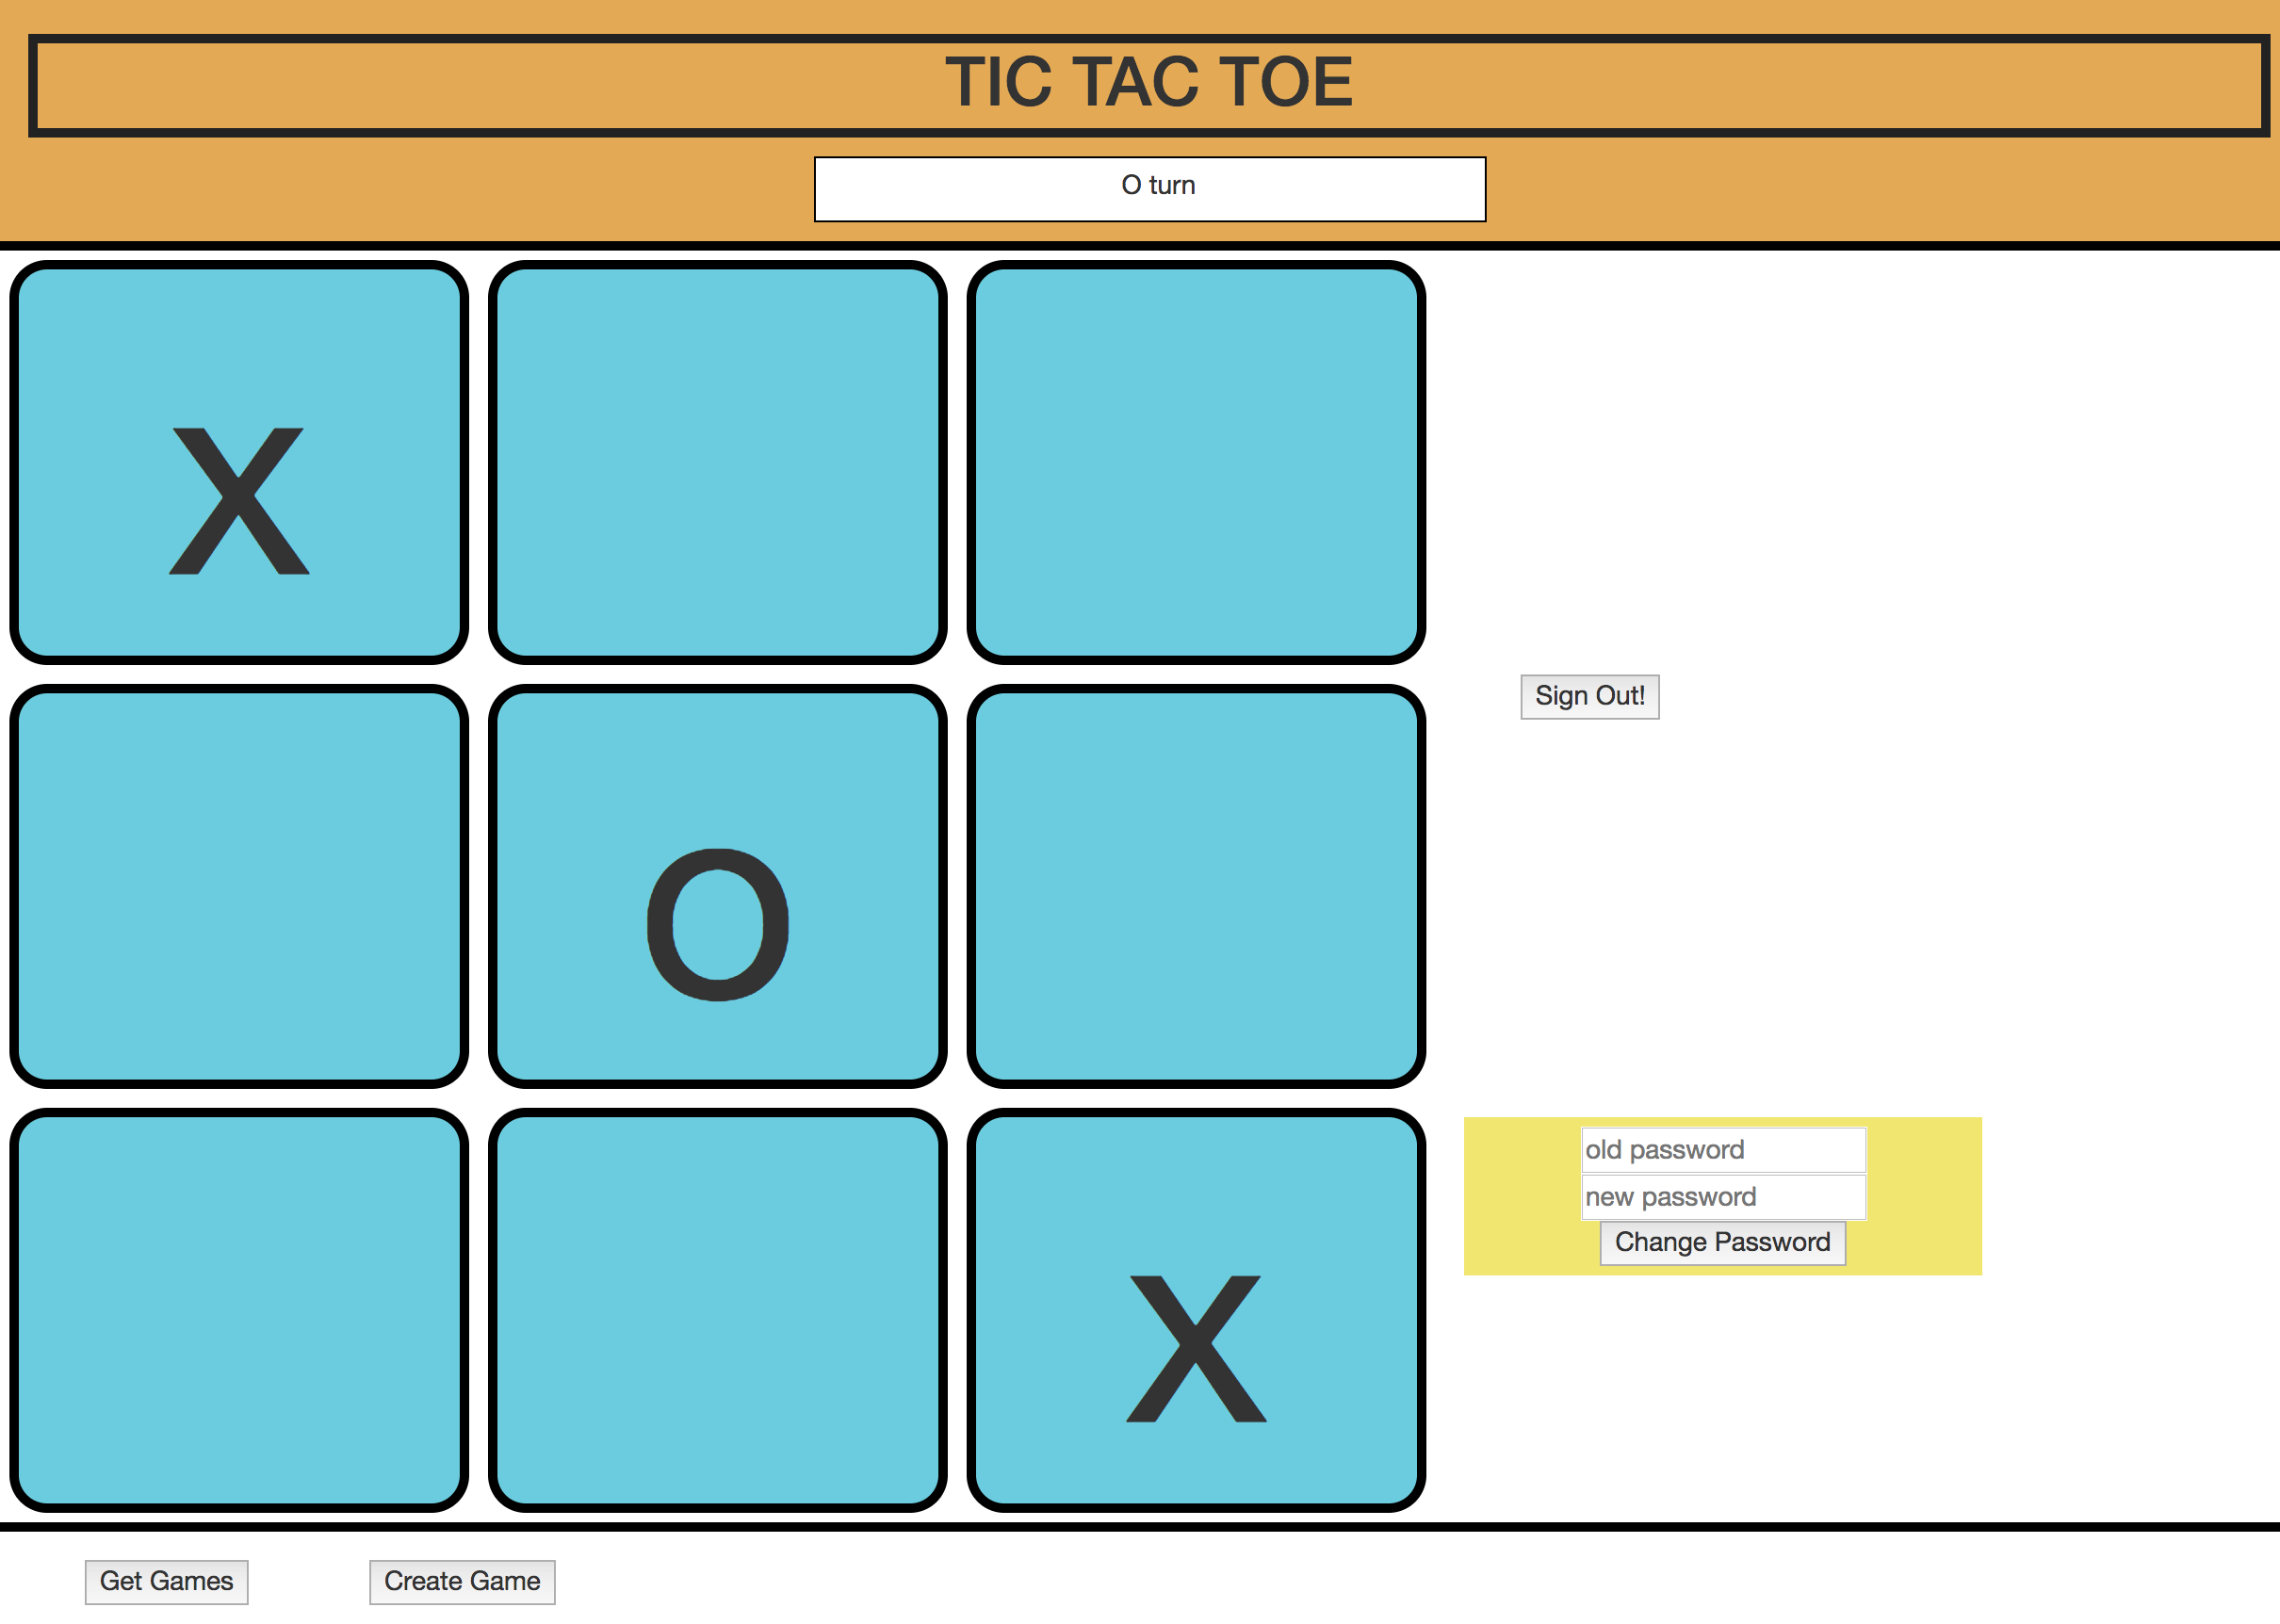 TIC TAC TOE
O turn
X
Sign Out!
O
old password
new password
Change Password
X
Get Games
Create Game